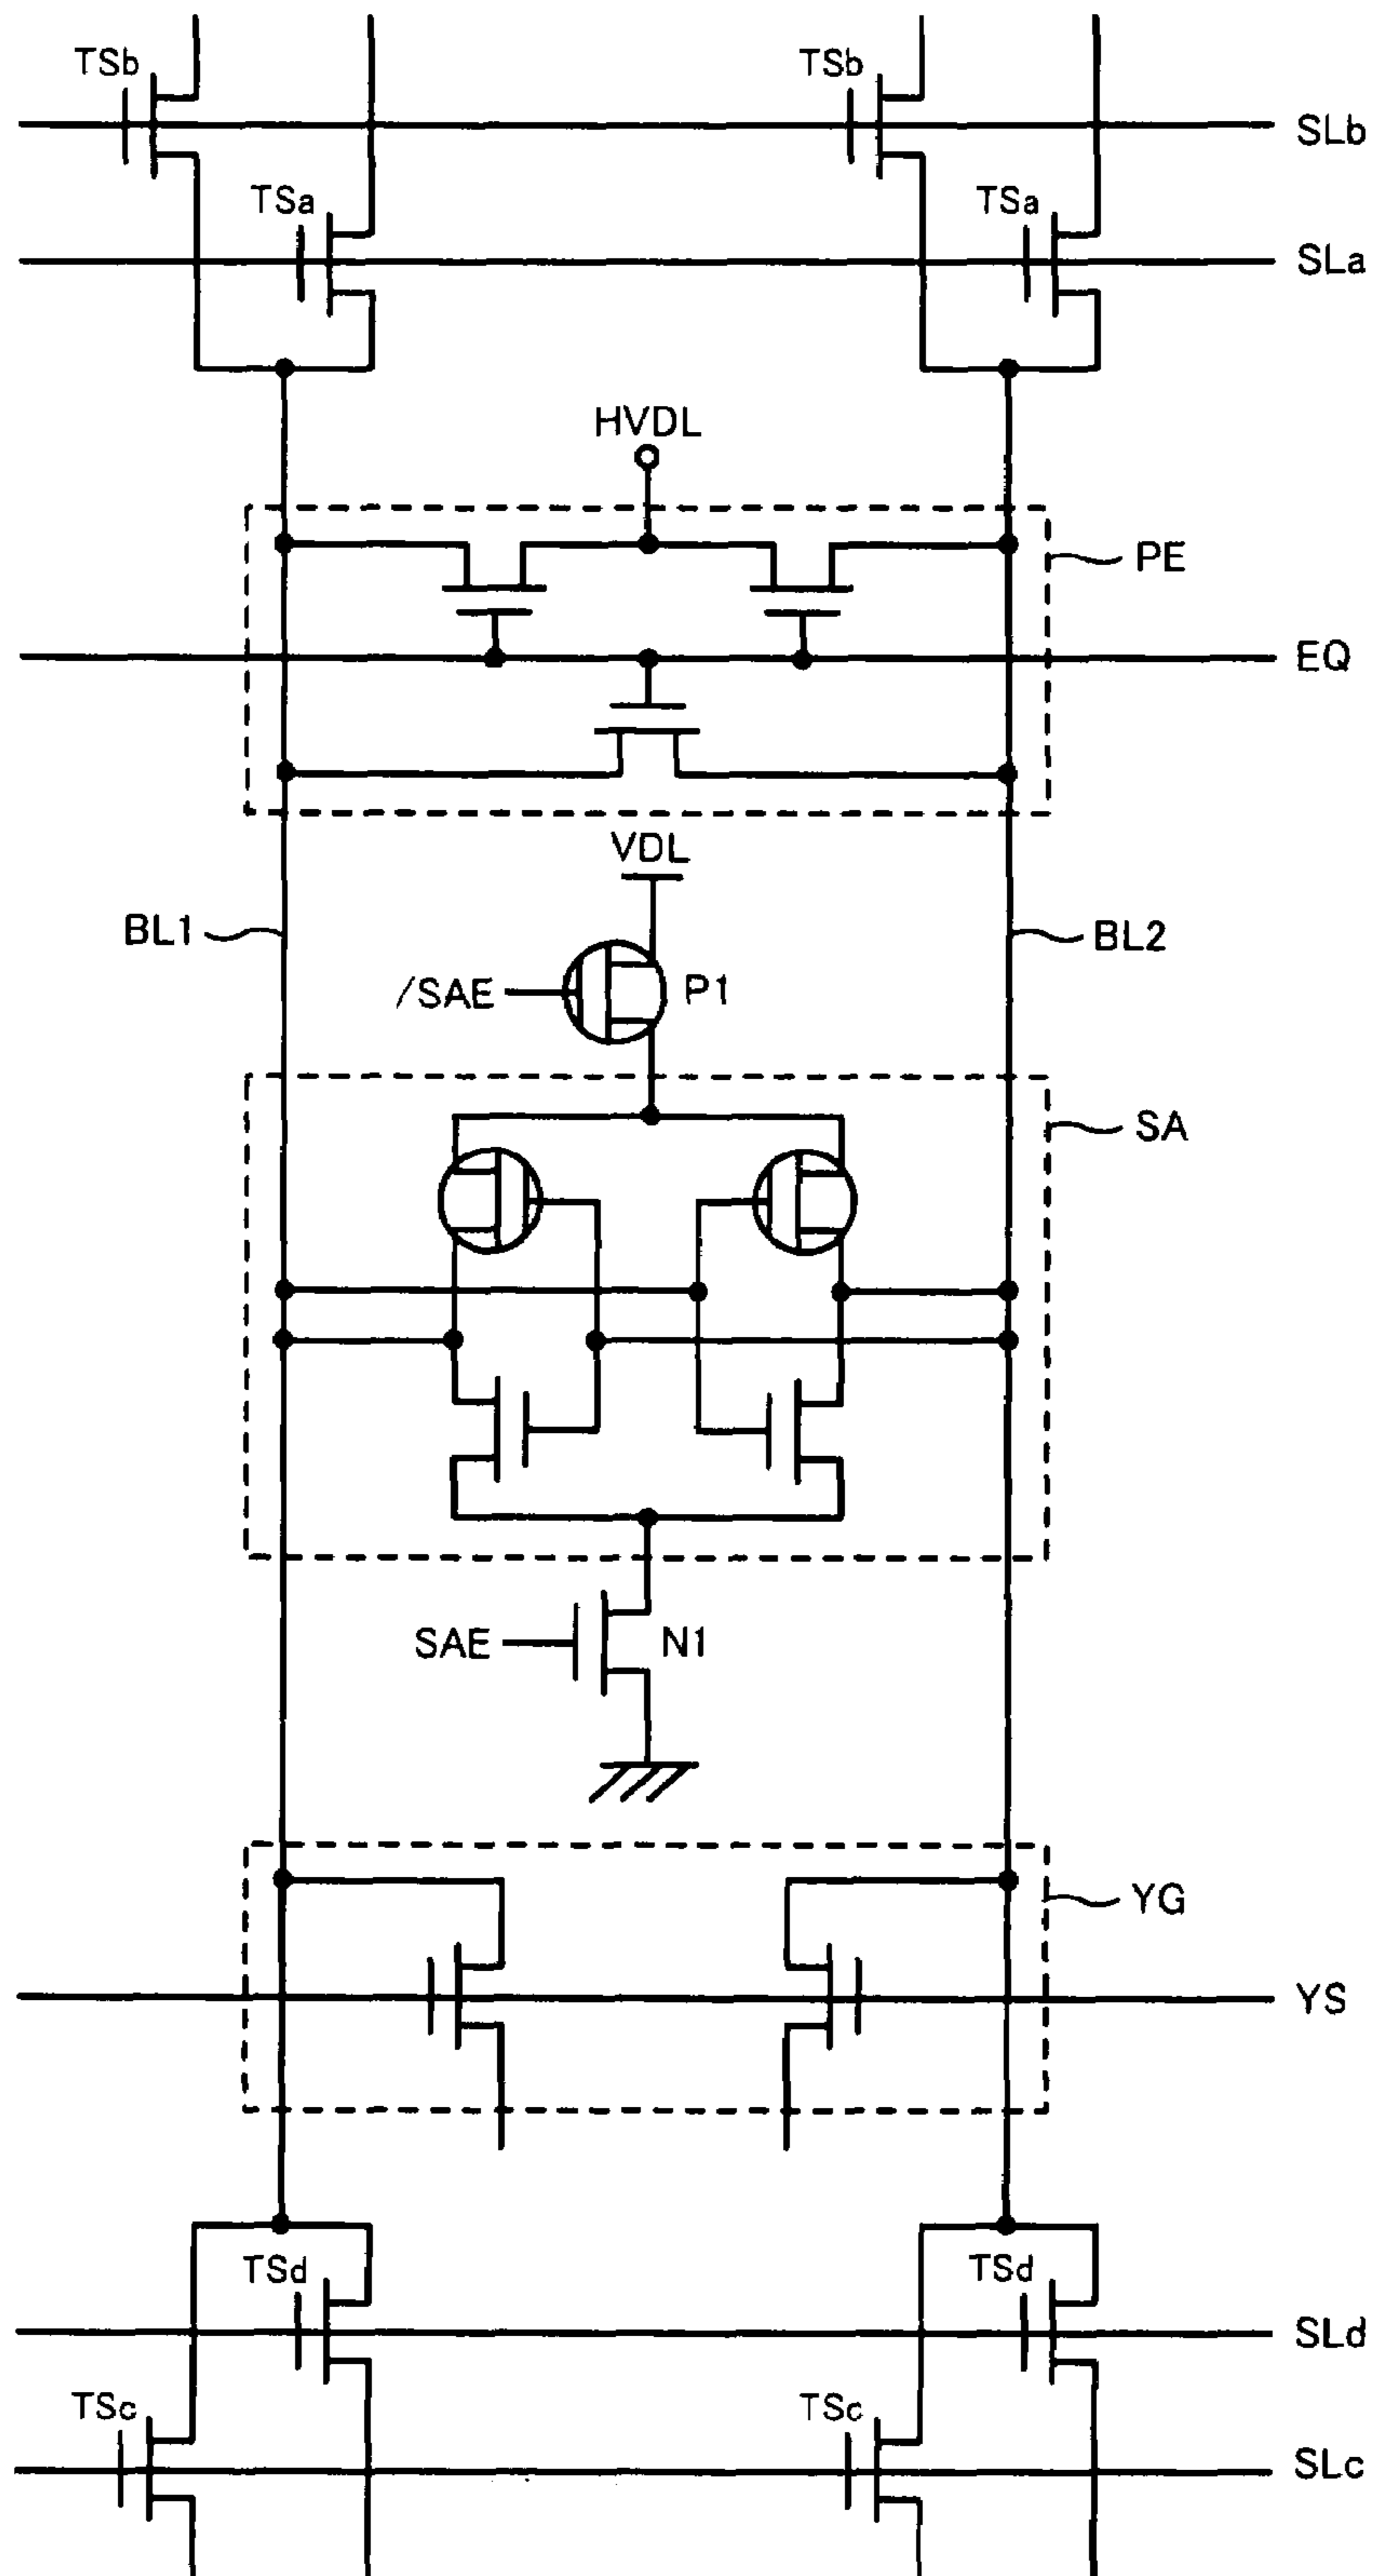 TSb
TSb
SLb
TSa
TSa
SLa
HVDL
PE
EQ
VDL
BL1
BL2
/SAE
P1
SA
SAE
N1
YG
YS
TSd
TSd
SLd
TSc
TSc
SLc